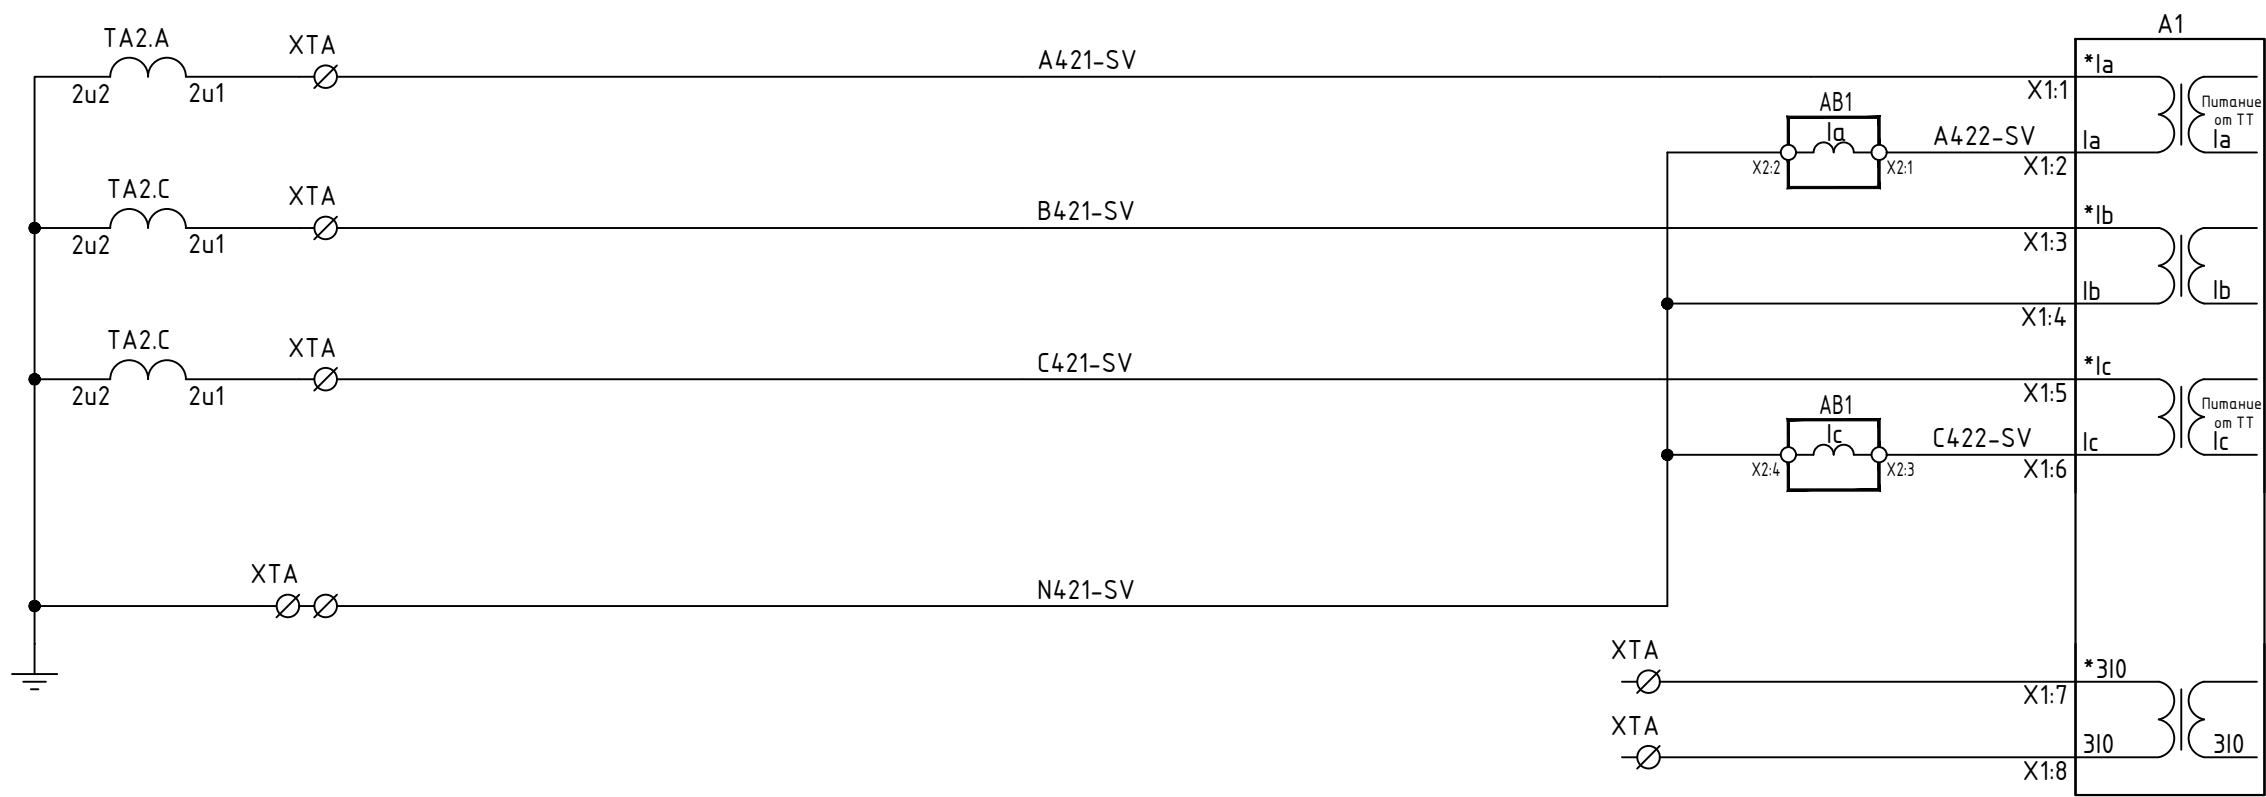 A1
TA2.A
XTA
A421-SV
*Ia
2u2
2u1
X1:1
AB1
Ia
Питание
от ТТ
Ia
A422-SV
Ia
X2:2
X2:1
X1:2
TA2.C
XTA
B421-SV
*Ib
2u2
2u1
X1:3
Ib
Ib
X1:4
TA2.C
XTA
C421-SV
*Ic
2u2
2u1
X1:5
AB1
Ic
Питание
от ТТ
Ic
C422-SV
Ic
X2:4
X2:3
X1:6
XTA
N421-SV
XTA
*3I0
X1:7
XTA
3I0
3I0
X1:8